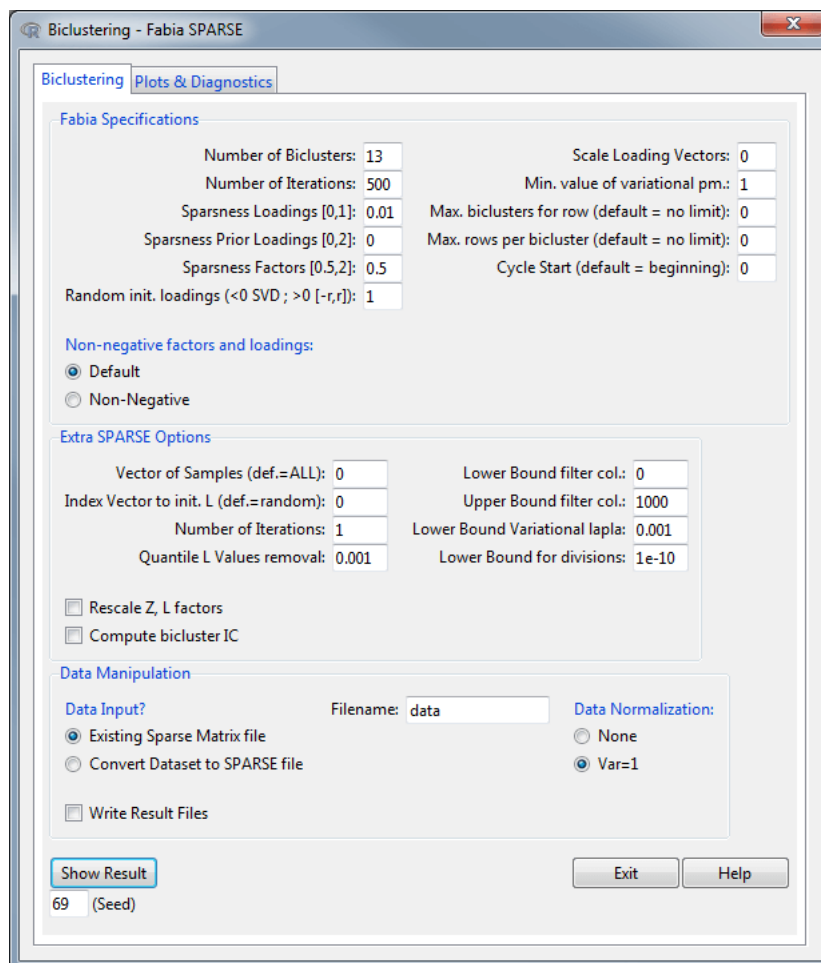 Biclustering - Fabia SPARSE
Biclustering Plots & Diagnostics
Fabia Specifications
Number of Biclusters: 13 Scale Loading Vectors: 0
Number of Iterations: 500 Min. value of variational pm.: 1
Sparsness Loadings [0,1]: 0.01 Max. biclusters for row (default = no limit): 0
Sparsness Prior Loadings [0,2]: 0 Max. rows per bicluster (default = no limit): 0
Sparsness Factors [0.5,2]: 0.5 Cycle Start (default = beginning): 0
Random init. loadings (<0 SVD ; >0 [-r,r]): 1
Non-negative factors and loadings:
Default
Non-Negative
Extra SPARSE Options
Vector of Samples (def.=ALL): 0 Lower Bound filter col.: 0
Index Vector to init. L (def.=random): 0 Upper Bound filter col.: 1000
Number of Iterations: 1 Lower Bound Variational lapla: 0.001
Quantile L Values removal: 0.001 Lower Bound for divisions: 1e-10
Rescale Z, L factors
Compute bicluster IC
Data Manipulation
Data Input? Filename: data Data Normalization:
Existing Sparse Matrix file None
Convert Dataset to SPARSE file Var=1
Write Result Files
Show Result Exit Help
69 (Seed)